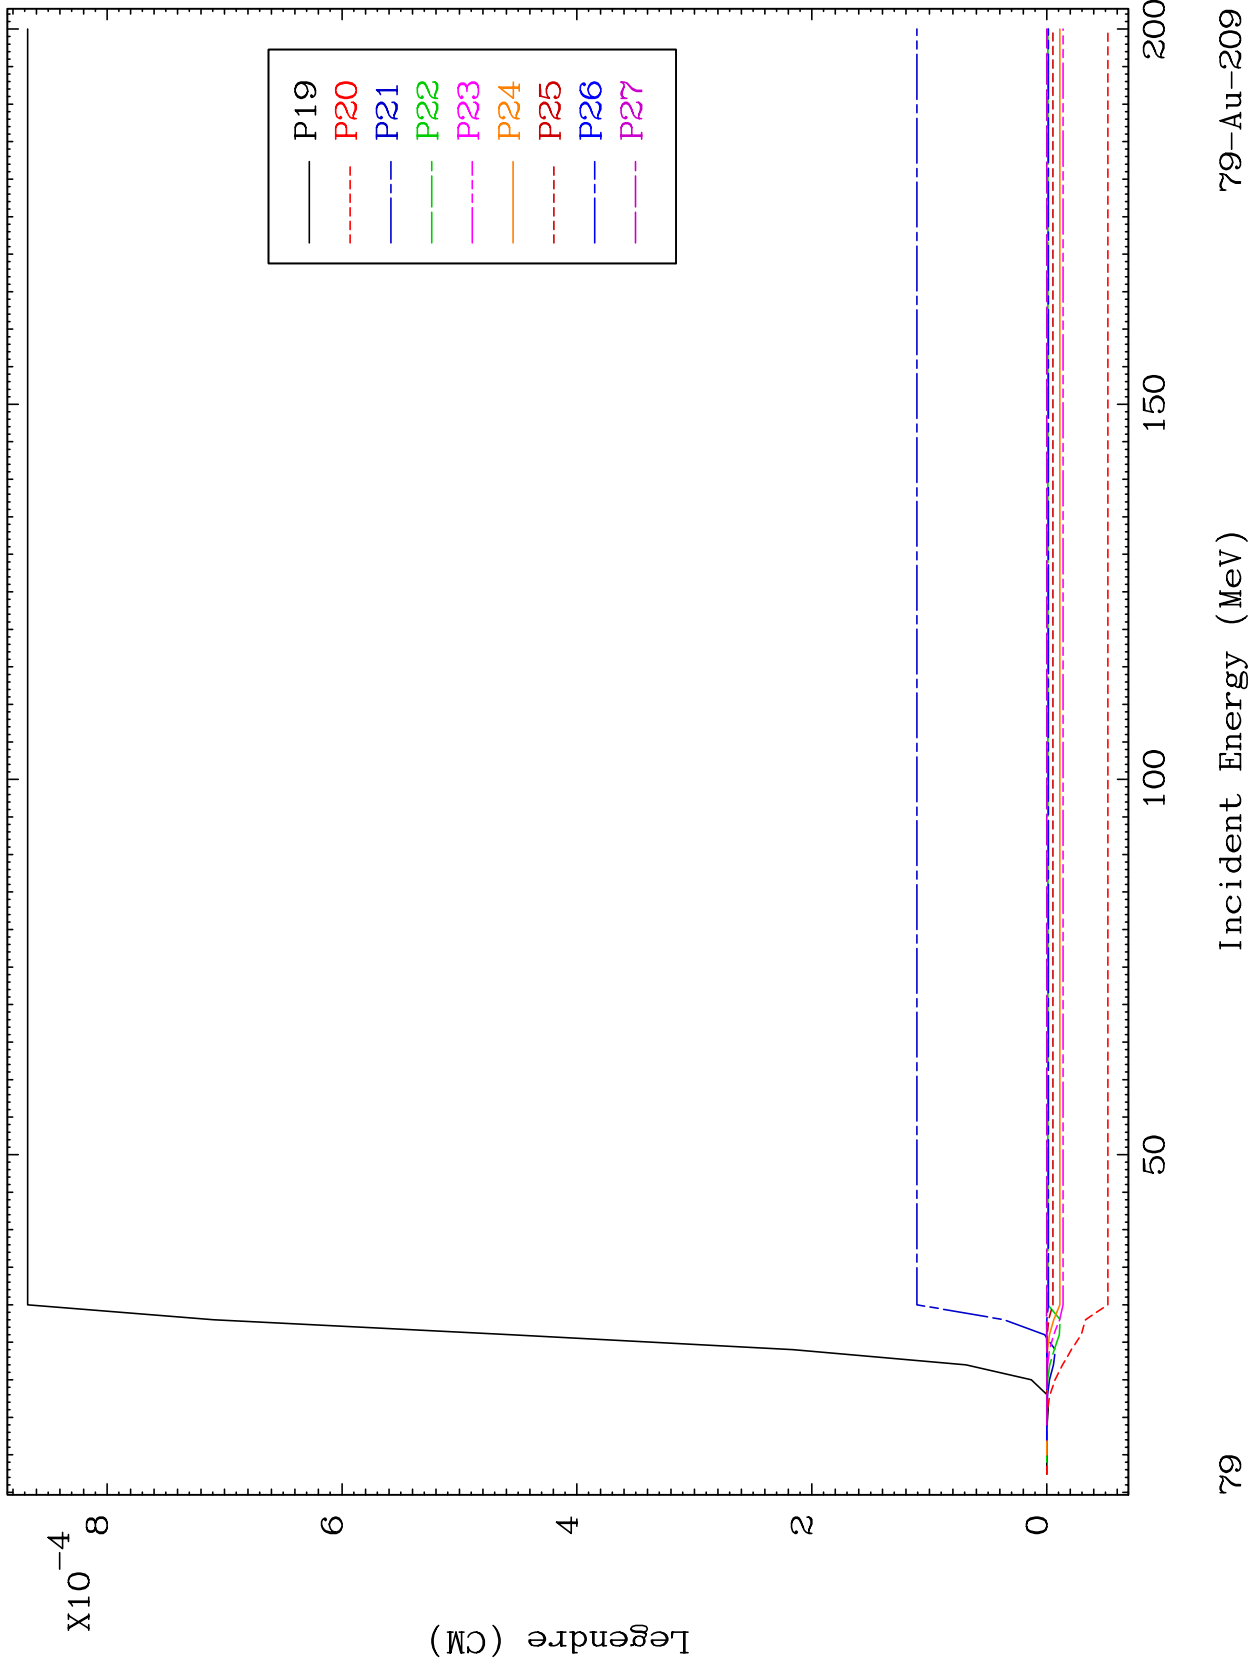 X10-4
8
6
4
2
0
Legendre (CM)
P19
P20
P21
P22
P23
P24
P25
P26
P27
50
100
150
200
79
Incident Energy (MeV)
79-Au-209